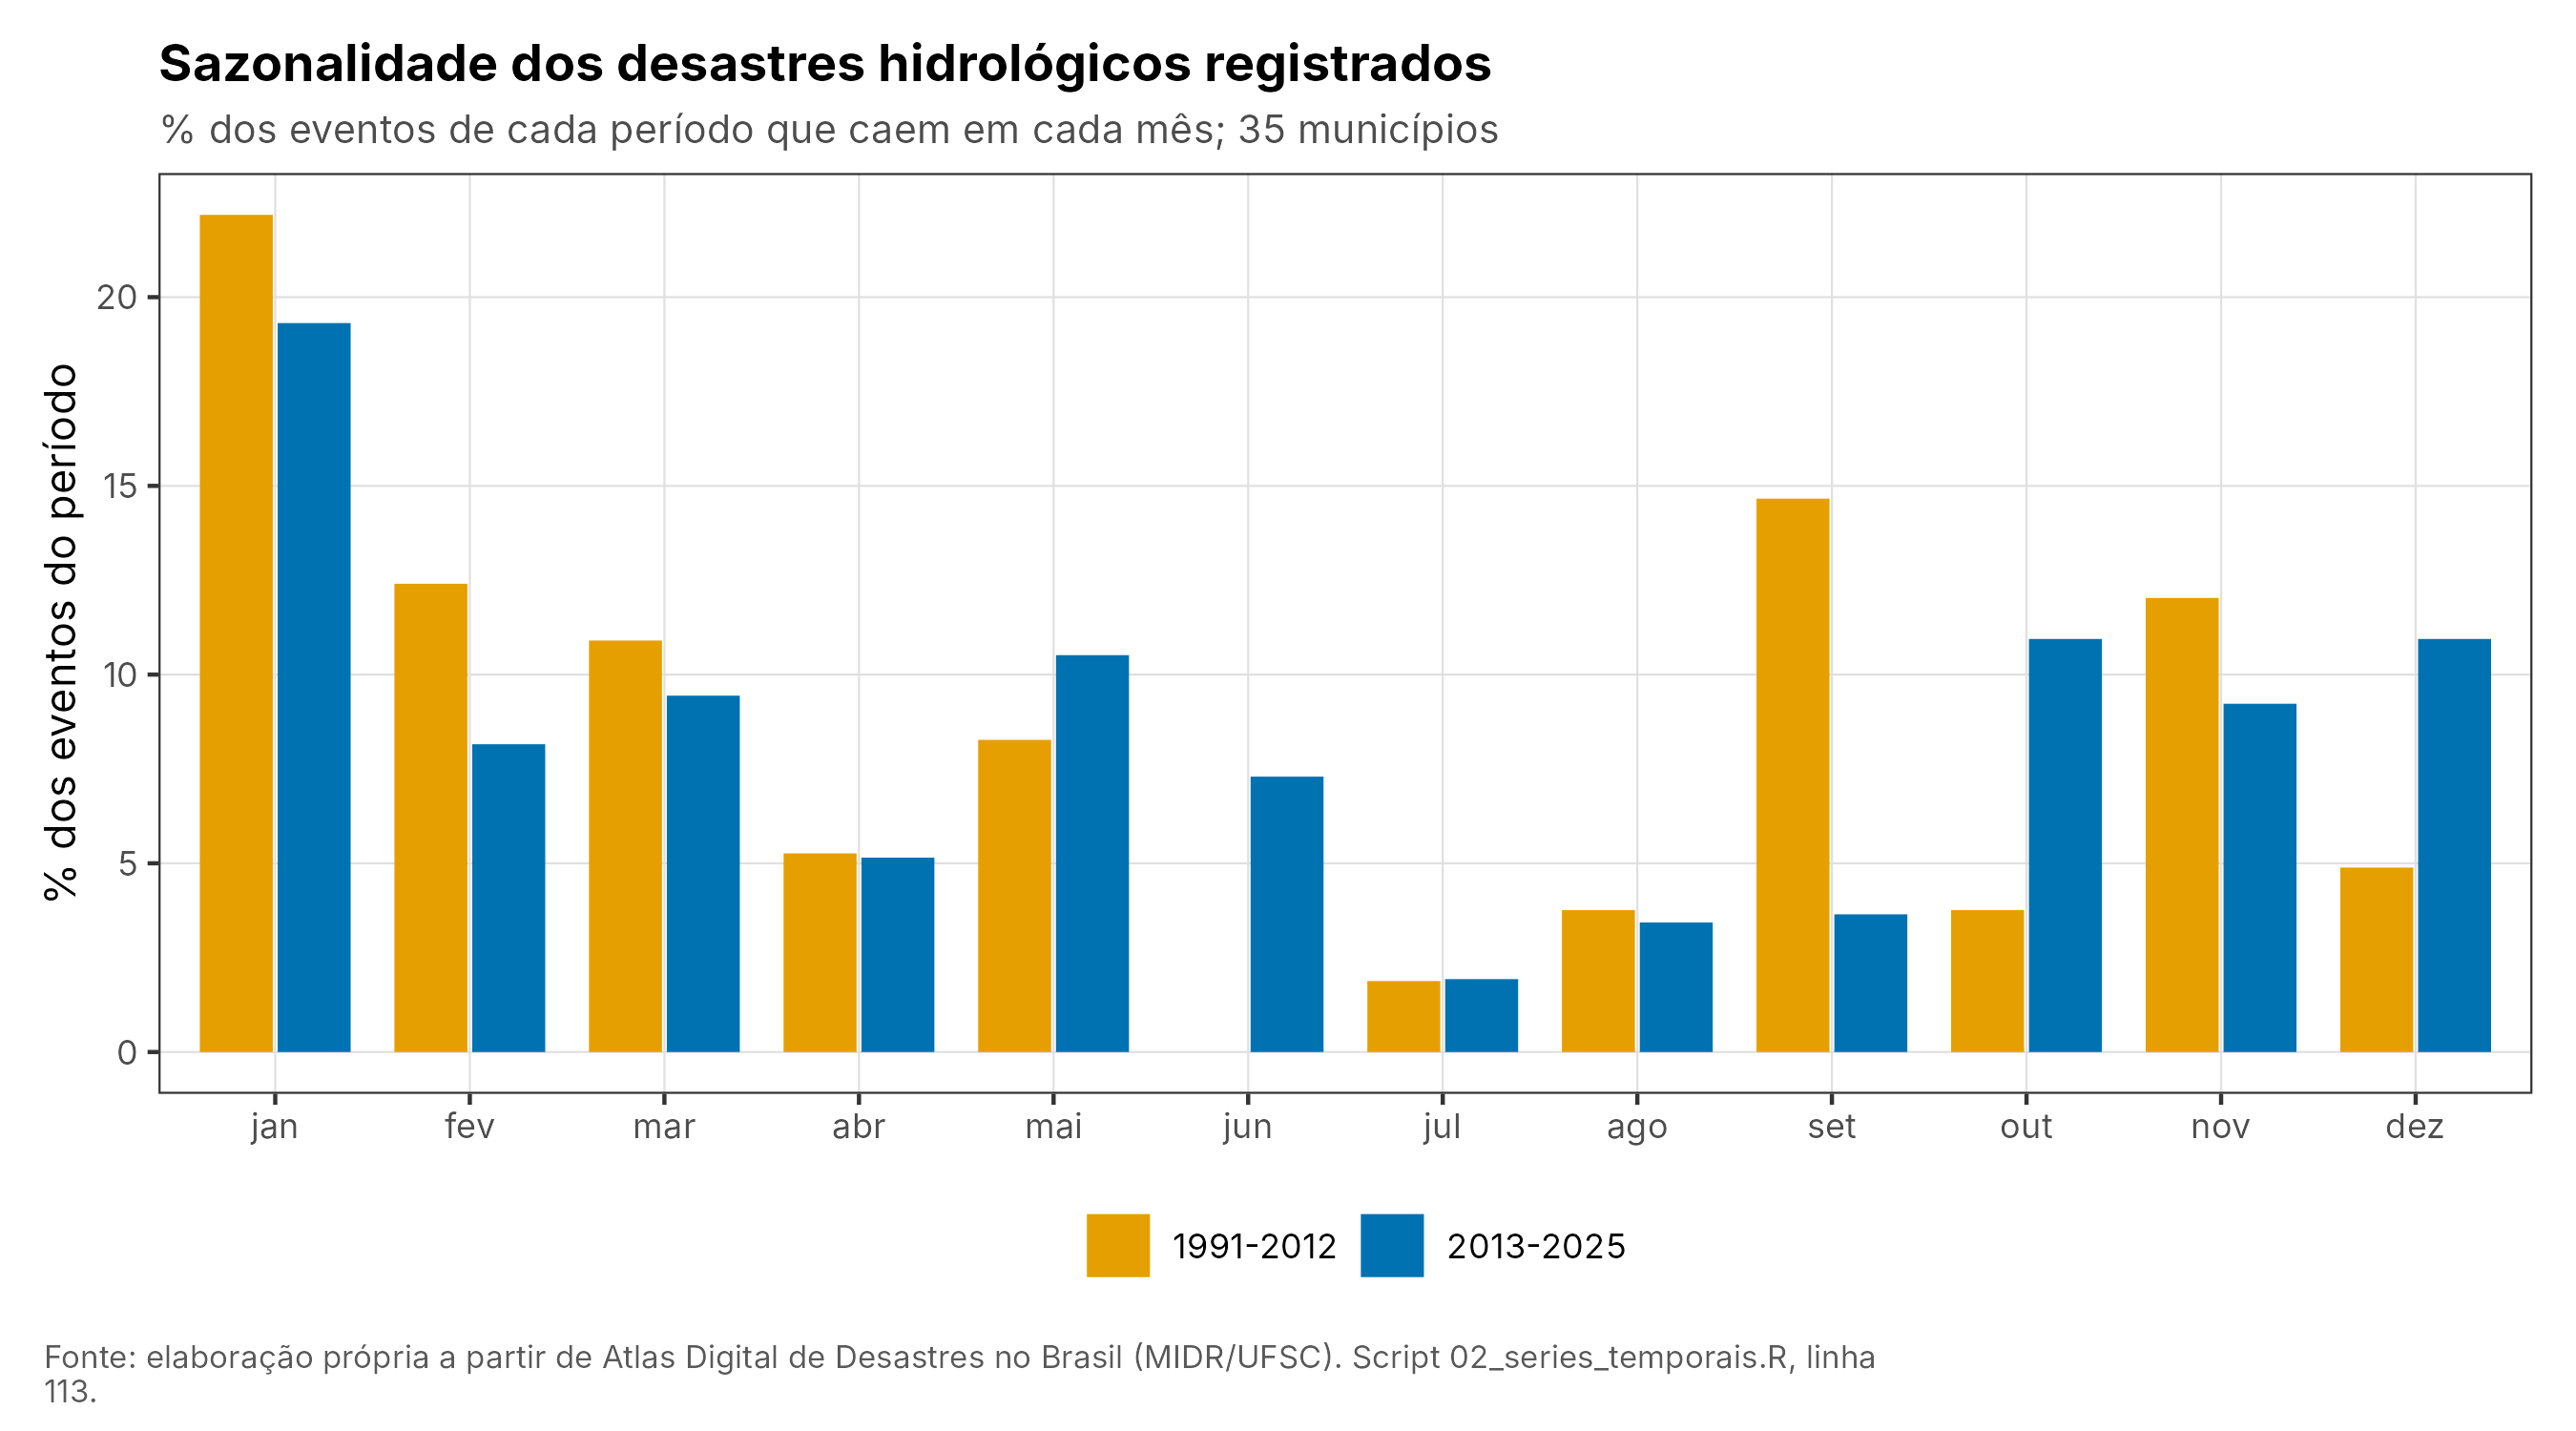 Sazonalidade dos desastres hidrológicos registrados
% dos eventos de cada período que caem em cada mês; 35 municípios
% dos eventos do período
20
15
10
5
0
jan fev mar abr mai jun jul ago set out nov dez
1991-2012 2013-2025
Fonte: elaboração própria a partir de Atlas Digital de Desastres no Brasil (MIDR/UFSC). Script 02_series_temporais.R, linha
113.